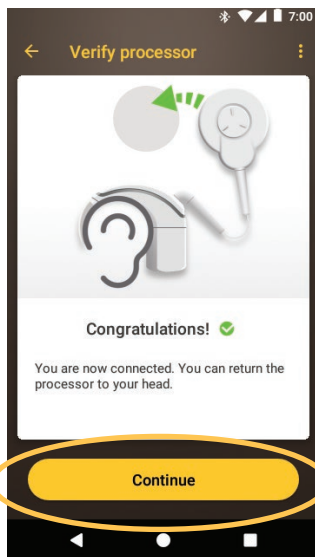 7:00
Verify processor
Congratulations!
You are now connected. You can return the
processor to your head.
Continue